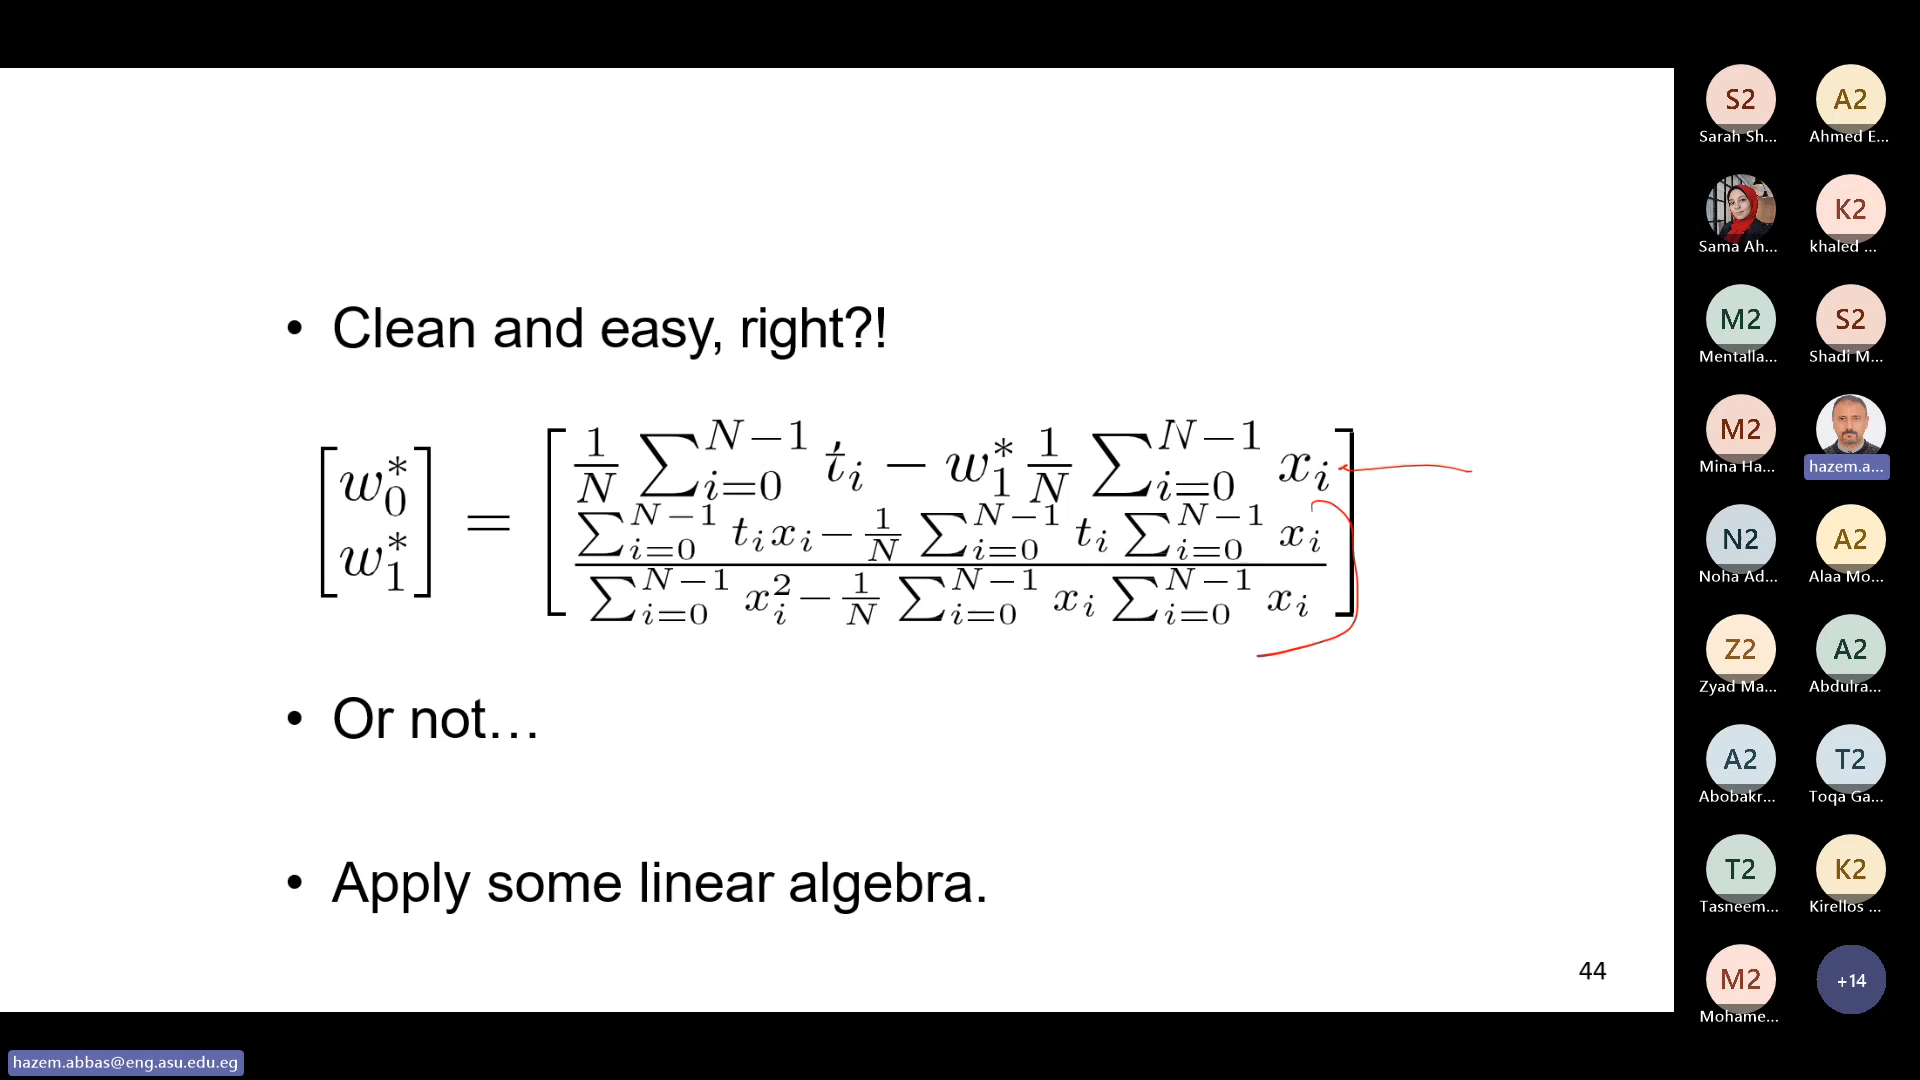 • Clean and easy, right?!
[w₀* w₁*] = [1/N ∑_{i=0}^{N−1} tᵢ − w₁* 1/N ∑_{i=0}^{N−1} xᵢ
∑_{i=0}^{N−1} tᵢxᵢ − 1/N ∑_{i=0}^{N−1} tᵢ ∑_{i=0}^{N−1} xᵢ
∑_{i=0}^{N−1} xᵢ² − 1/N ∑_{i=0}^{N−1} xᵢ ∑_{i=0}^{N−1} xᵢ]
• Or not…
• Apply some linear algebra.
44
S2 A2
Sarah Sh... Ahmed E...
K2
Sama Ah... khaled ...
M2 S2
Mentalla... Shadi M...
M2
Mina Ha... hazem.a...
N2 A2
Noha Ad... Alaa Mo...
Z2 A2
Zyad Ma... Abdulra...
A2 T2
Abobakr... Toqa Ga...
T2 K2
Tasneem... Kirellos ...
M2 +14
Mohame...
hazem.abbas@eng.asu.edu.eg